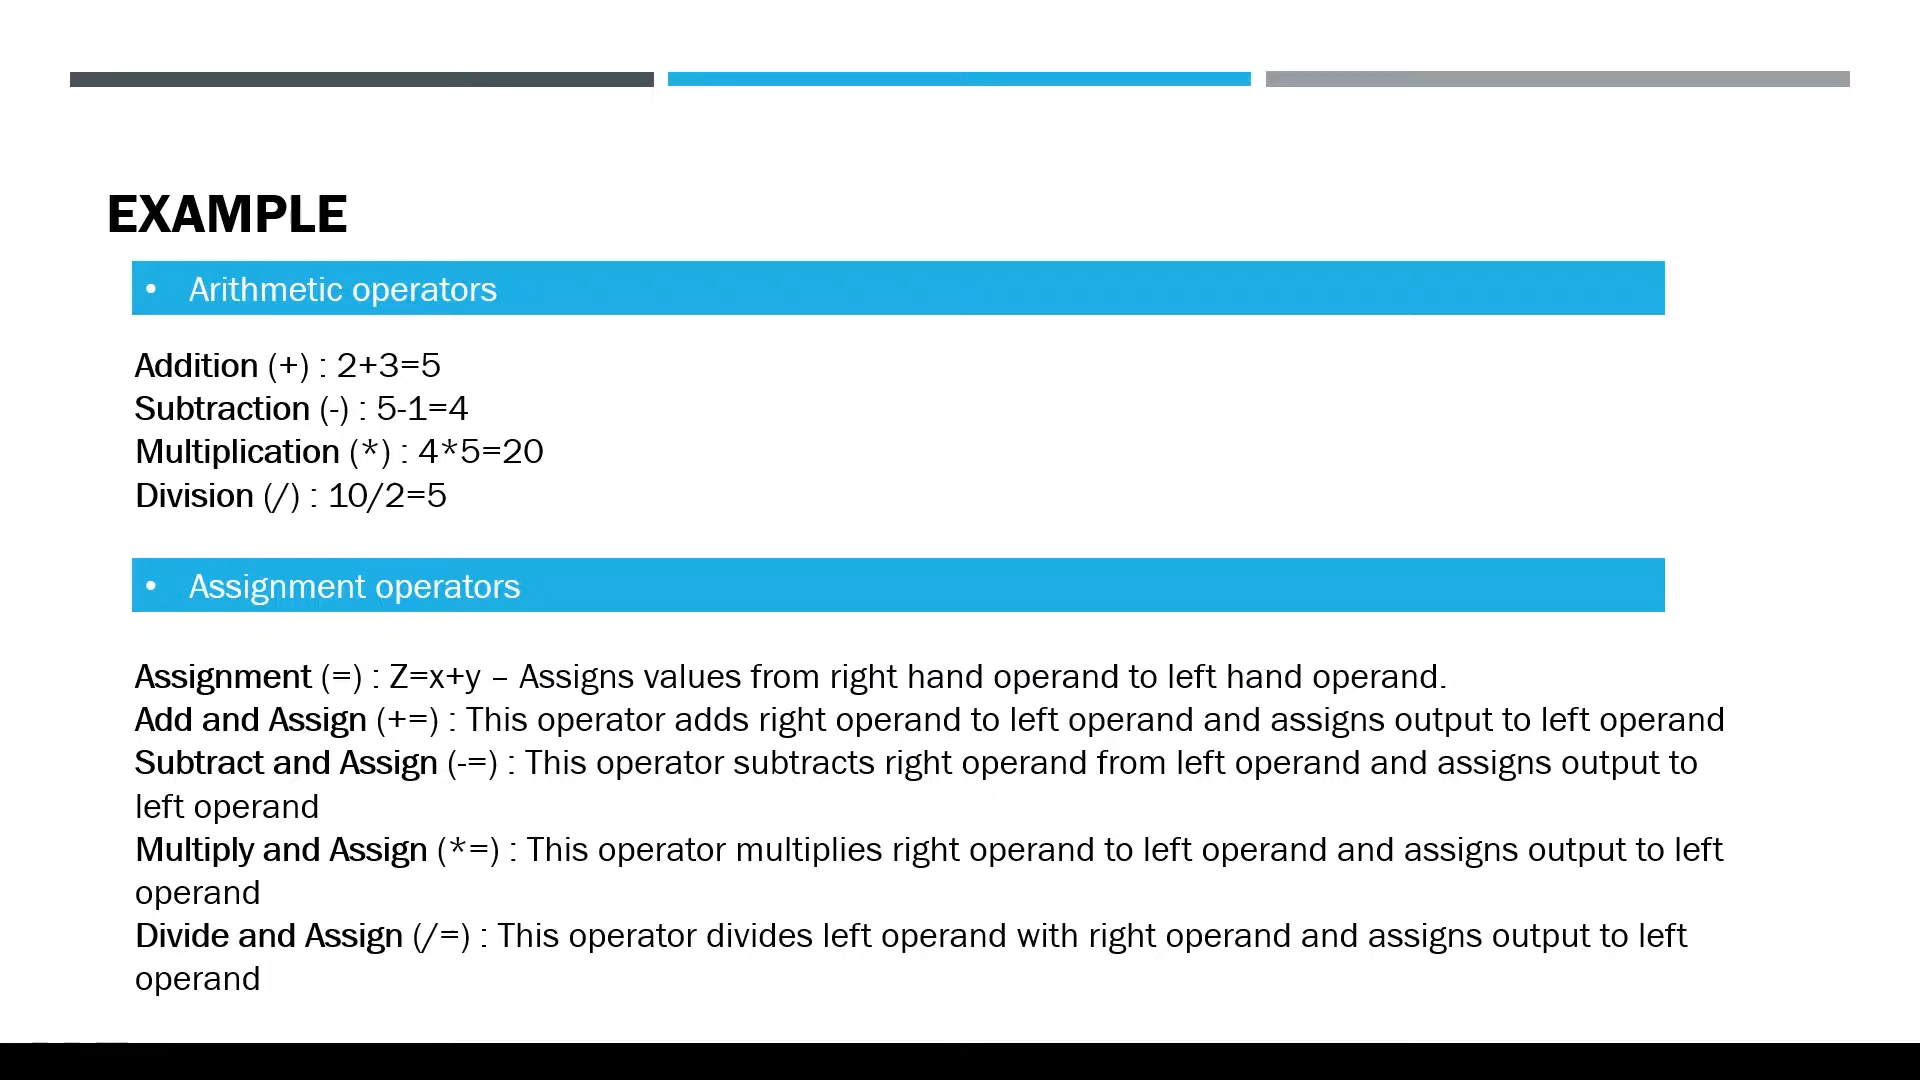 EXAMPLE
• Arithmetic operators
Addition (+) : 2+3=5
Subtraction (-) : 5-1=4
Multiplication (*) : 4*5=20
Division (/) : 10/2=5
• Assignment operators
Assignment (=) : Z=x+y – Assigns values from right hand operand to left hand operand.
Add and Assign (+=) : This operator adds right operand to left operand and assigns output to left operand
Subtract and Assign (-=) : This operator subtracts right operand from left operand and assigns output to
left operand
Multiply and Assign (*=) : This operator multiplies right operand to left operand and assigns output to left
operand
Divide and Assign (/=) : This operator divides left operand with right operand and assigns output to left
operand